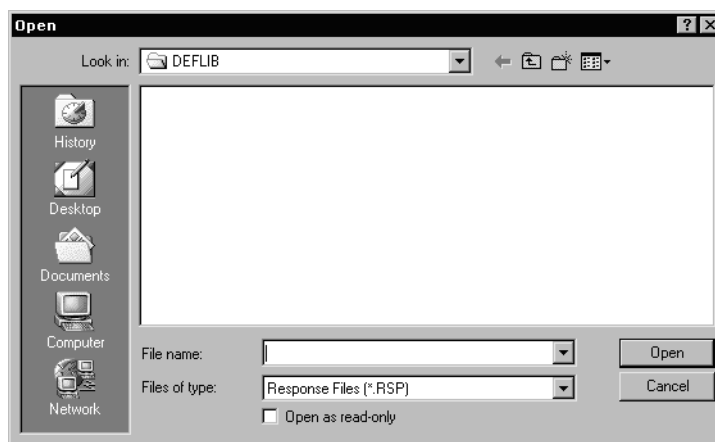 Open
Look in: DEFLIB
History
Desktop
Documents
Computer
Network
File name:
Open
Files of type: Response Files (*.RSP)
Cancel
Open as read-only